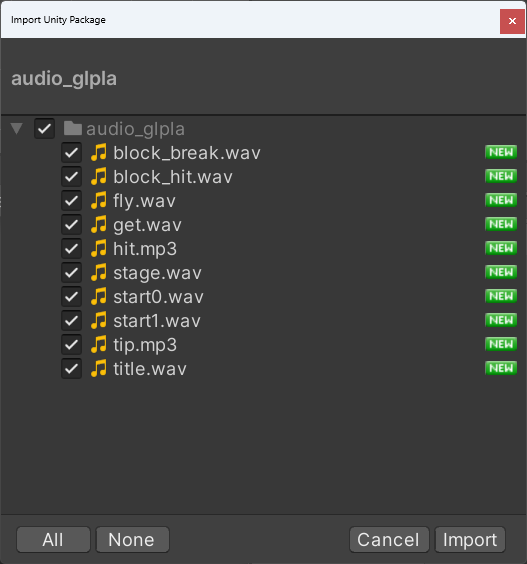 Import Unity Package
audio_glpla
audio_glpla
block_break.wav NEW
block_hit.wav NEW
fly.wav NEW
get.wav NEW
hit.mp3 NEW
stage.wav NEW
start0.wav NEW
start1.wav NEW
tip.mp3 NEW
title.wav NEW
All None Cancel Import